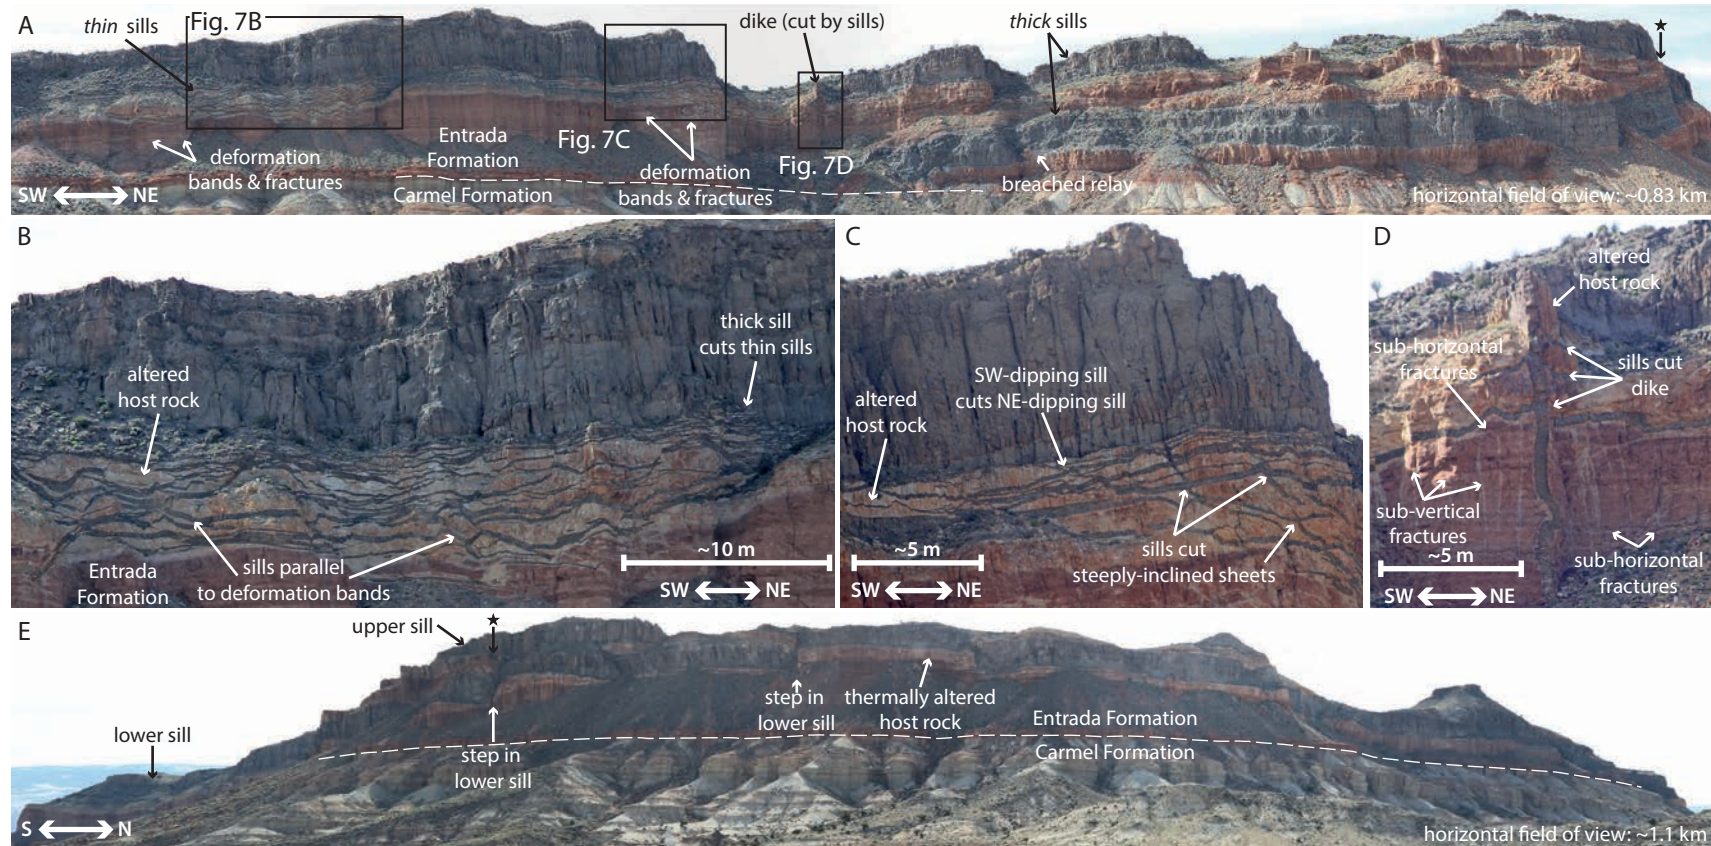 A
thin sills
Fig. 7B
dike (cut by sills)
thick sills
★
Entrada
Formation
Fig. 7C
Fig. 7D
deformation
bands & fractures
deformation
bands & fractures
breached relay
Carmel Formation
SW NE
horizontal field of view: ~0.83 km
B
thick sill
cuts thin sills
altered
host rock
~10 m
Entrada
Formation
sills parallel
to deformation bands
SW NE
C
SW-dipping sill
cuts NE-dipping sill
altered
host rock
~5 m
sills cut
steeply-inclined sheets
SW NE
D
altered
host rock
sub-horizontal
fractures
sills cut
dike
sub-vertical
fractures
~5 m
sub-horizontal
fractures
SW NE
E
upper sill
★
lower sill
step in
lower sill
step in
lower sill
thermally altered
host rock
Entrada Formation
Carmel Formation
S N
horizontal field of view: ~1.1 km